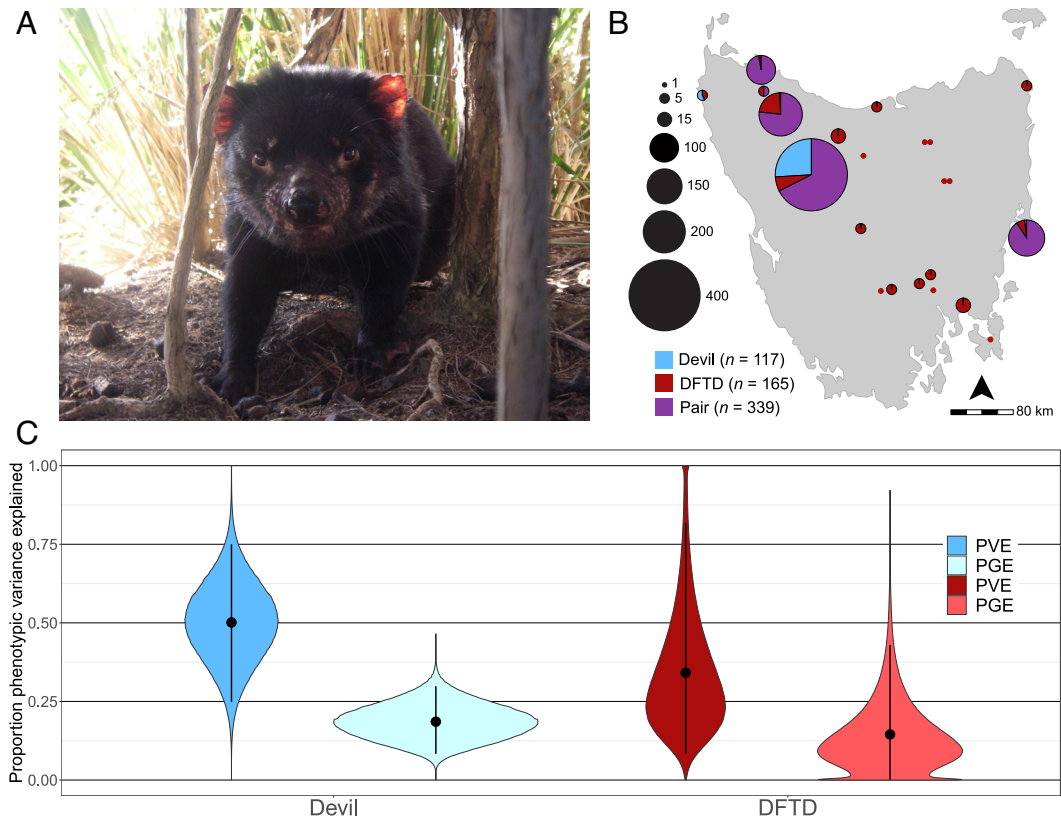 A
B
1
5
15
100
150
200
400
Devil (n = 117)
DFTD (n = 165)
Pair (n = 339)
80 km
C
Proportion phenotypic variance explained
1.00
0.75
0.50
0.25
0.00
PVE
PGE
PVE
PGE
Devil
DFTD